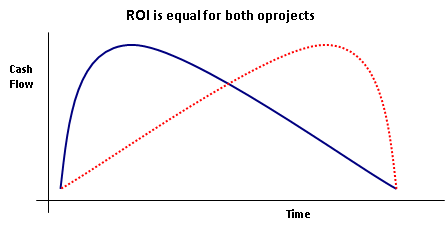 ROI is equal for both oprojects
Cash
Flow
Time